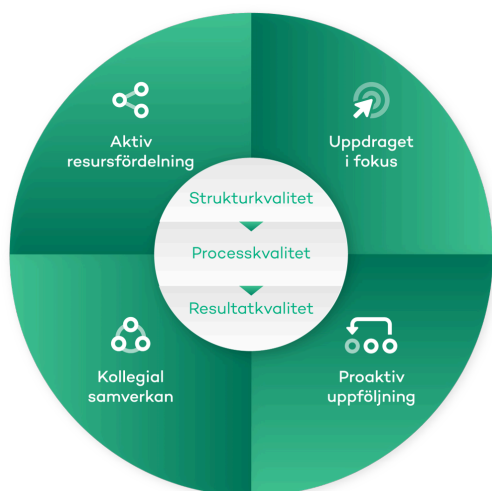 Aktiv
resursfördelning
Uppdraget
i fokus
Strukturkvalitet
Processkvalitet
Resultatkvalitet
Kollegial
samverkan
Proaktiv
uppföljning